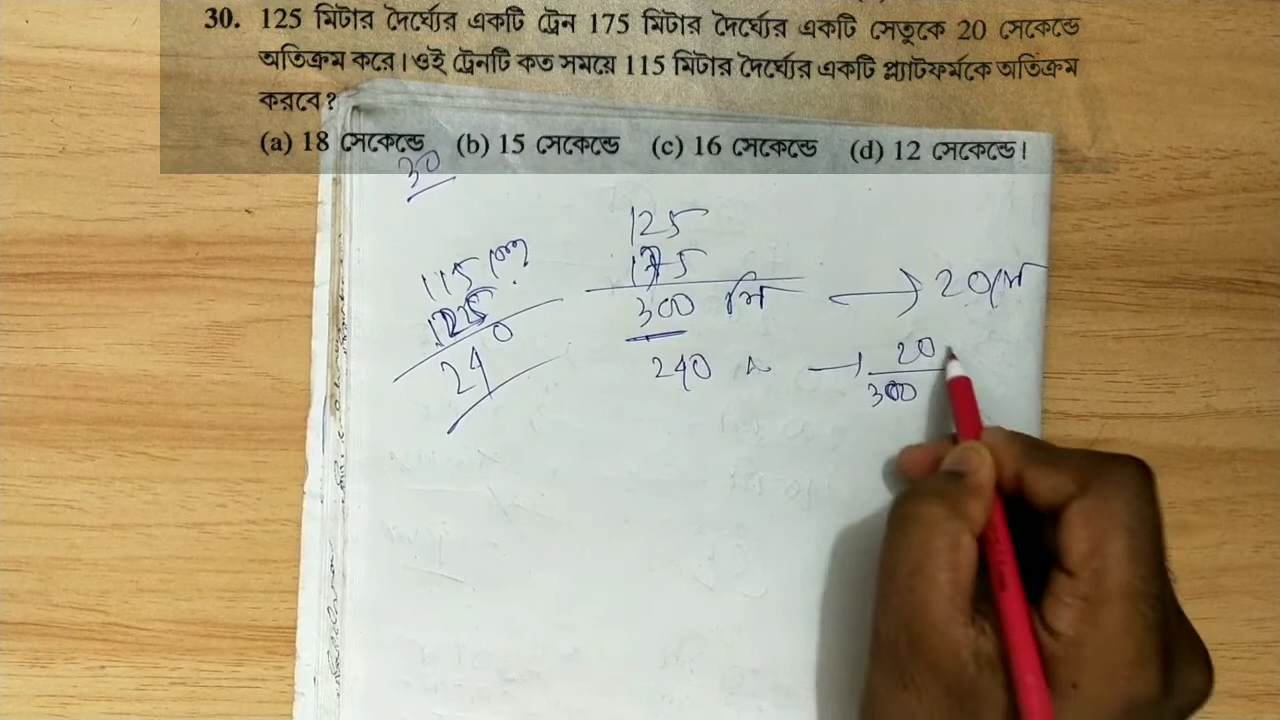 30. 125 মিটার দৈর্ঘ্যের একটি ট্রেন 175 মিটার দৈর্ঘ্যের একটি সেতুকে 20 সেকেন্ডে
অতিক্রম করে। ওই ট্রেনটি কত সময়ে 115 মিটার দৈর্ঘ্যের একটি প্ল্যাটফর্মকে অতিক্রম
করবে?
(a) 18 সেকেন্ডে (b) 15 সেকেন্ডে (c) 16 সেকেন্ডে (d) 12 সেকেন্ডে।
30
125
175
300 মি → 20 সে
240 " → 20
300
115
125
240